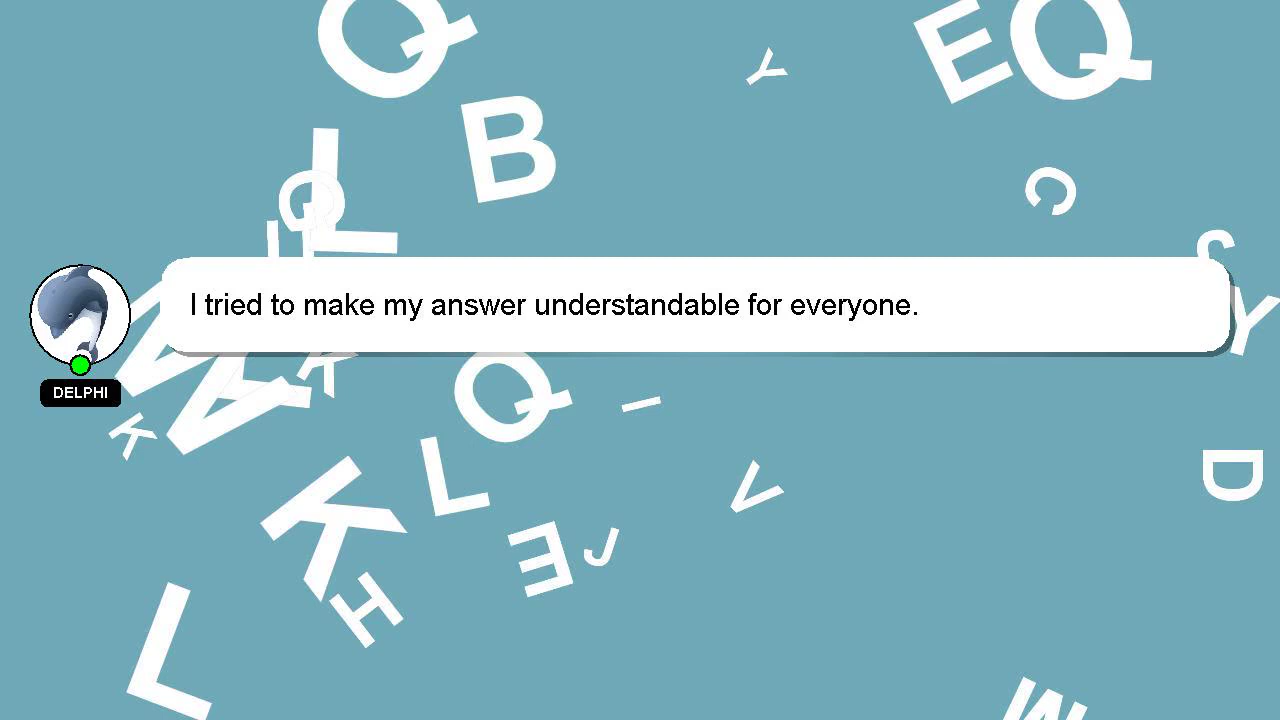 Q
E
Q
Y
B
L
Q
C
S
Y
I tried to make my answer understandable for everyone.
DELPHI
K
K
Q
I
L
V
D
K
E
J
H
L
W